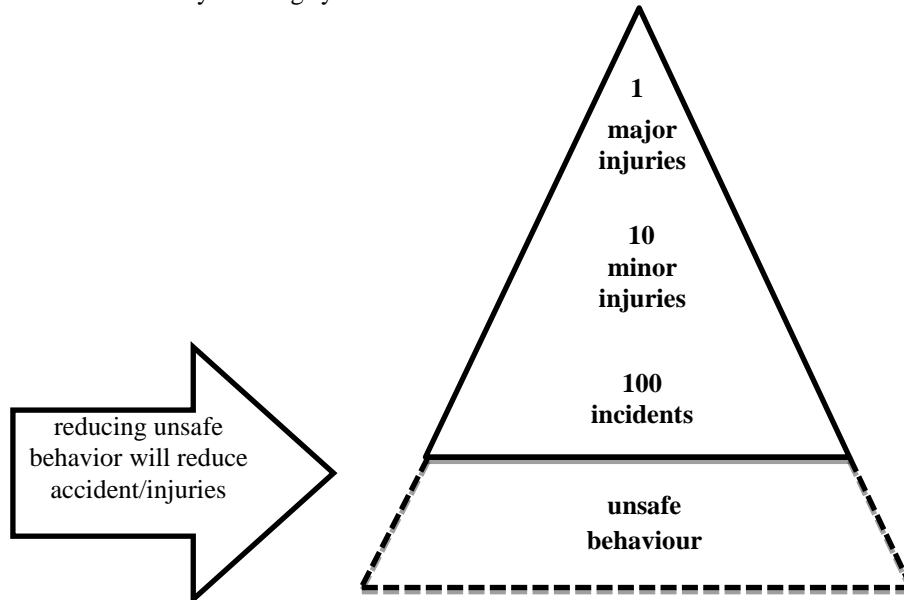 1
major
injuries
10
minor
injuries
100
incidents
reducing unsafe
behavior will reduce
accident/injuries
unsafe
behaviour